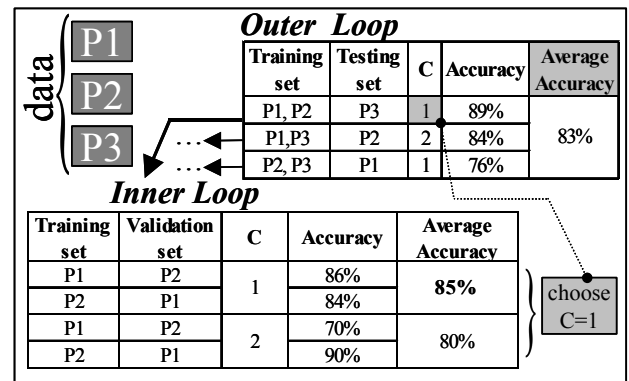 data
P1
P2
P3
Outer Loop
Training set Testing set C Accuracy Average Accuracy
P1, P2 P3 1 89% 83%
P1,P3 P2 2 84%
P2, P3 P1 1 76%
...
...
Inner Loop
Training set Validation set C Accuracy Average Accuracy
P1 P2 1 86% 85%
P2 P1 84%
P1 P2 2 70% 80%
P2 P1 90%
choose
C=1